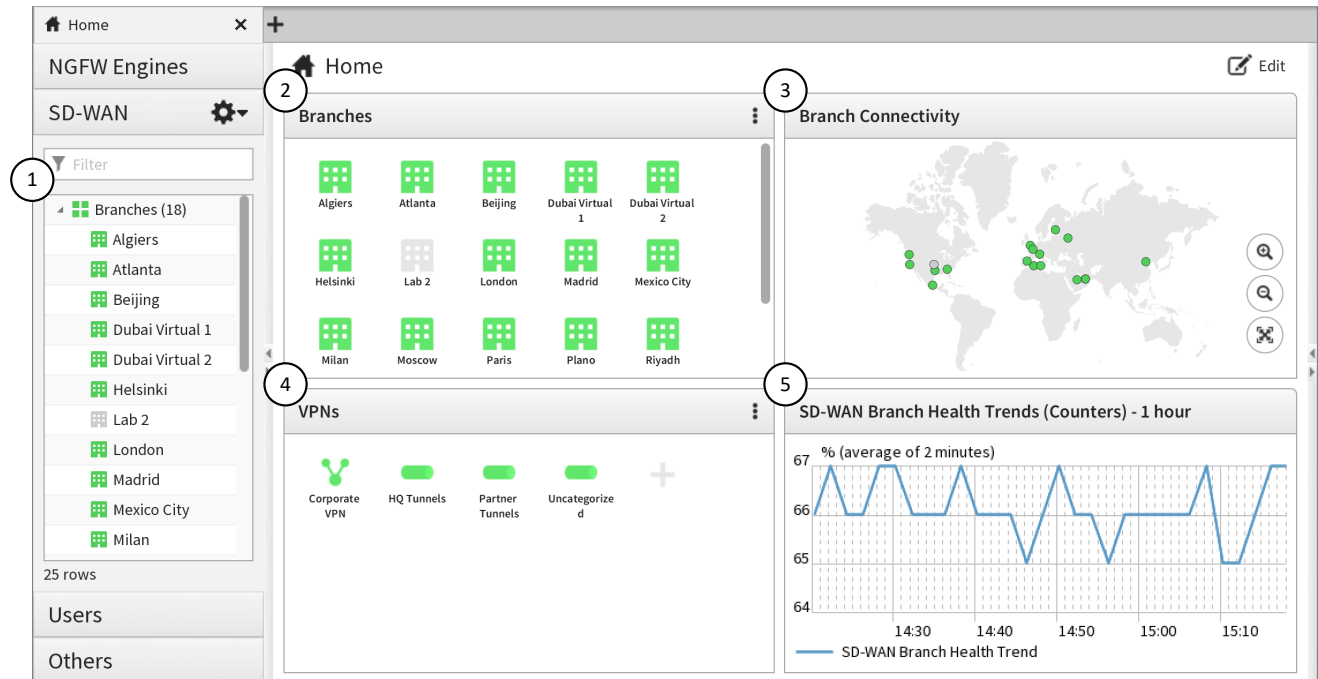 Home
NGFW Engines
SD-WAN
Filter
1
Branches (18)
Algiers
Atlanta
Beijing
Dubai Virtual 1
Dubai Virtual 2
Helsinki
Lab 2
London
Madrid
Mexico City
Milan
25 rows
Users
Others
Home
Edit
2
Branches
Algiers
Atlanta
Beijing
Dubai Virtual
1
Dubai Virtual
2
Helsinki
Lab 2
London
Madrid
Mexico City
Milan
Moscow
Paris
Plano
Riyadh
3
Branch Connectivity
4
VPNs
Corporate
VPN
HQ Tunnels
Partner
Tunnels
Uncategorize
d
5
SD-WAN Branch Health Trends (Counters) - 1 hour
% (average of 2 minutes)
67
66
65
64
14:30
14:40
14:50
15:00
15:10
SD-WAN Branch Health Trend